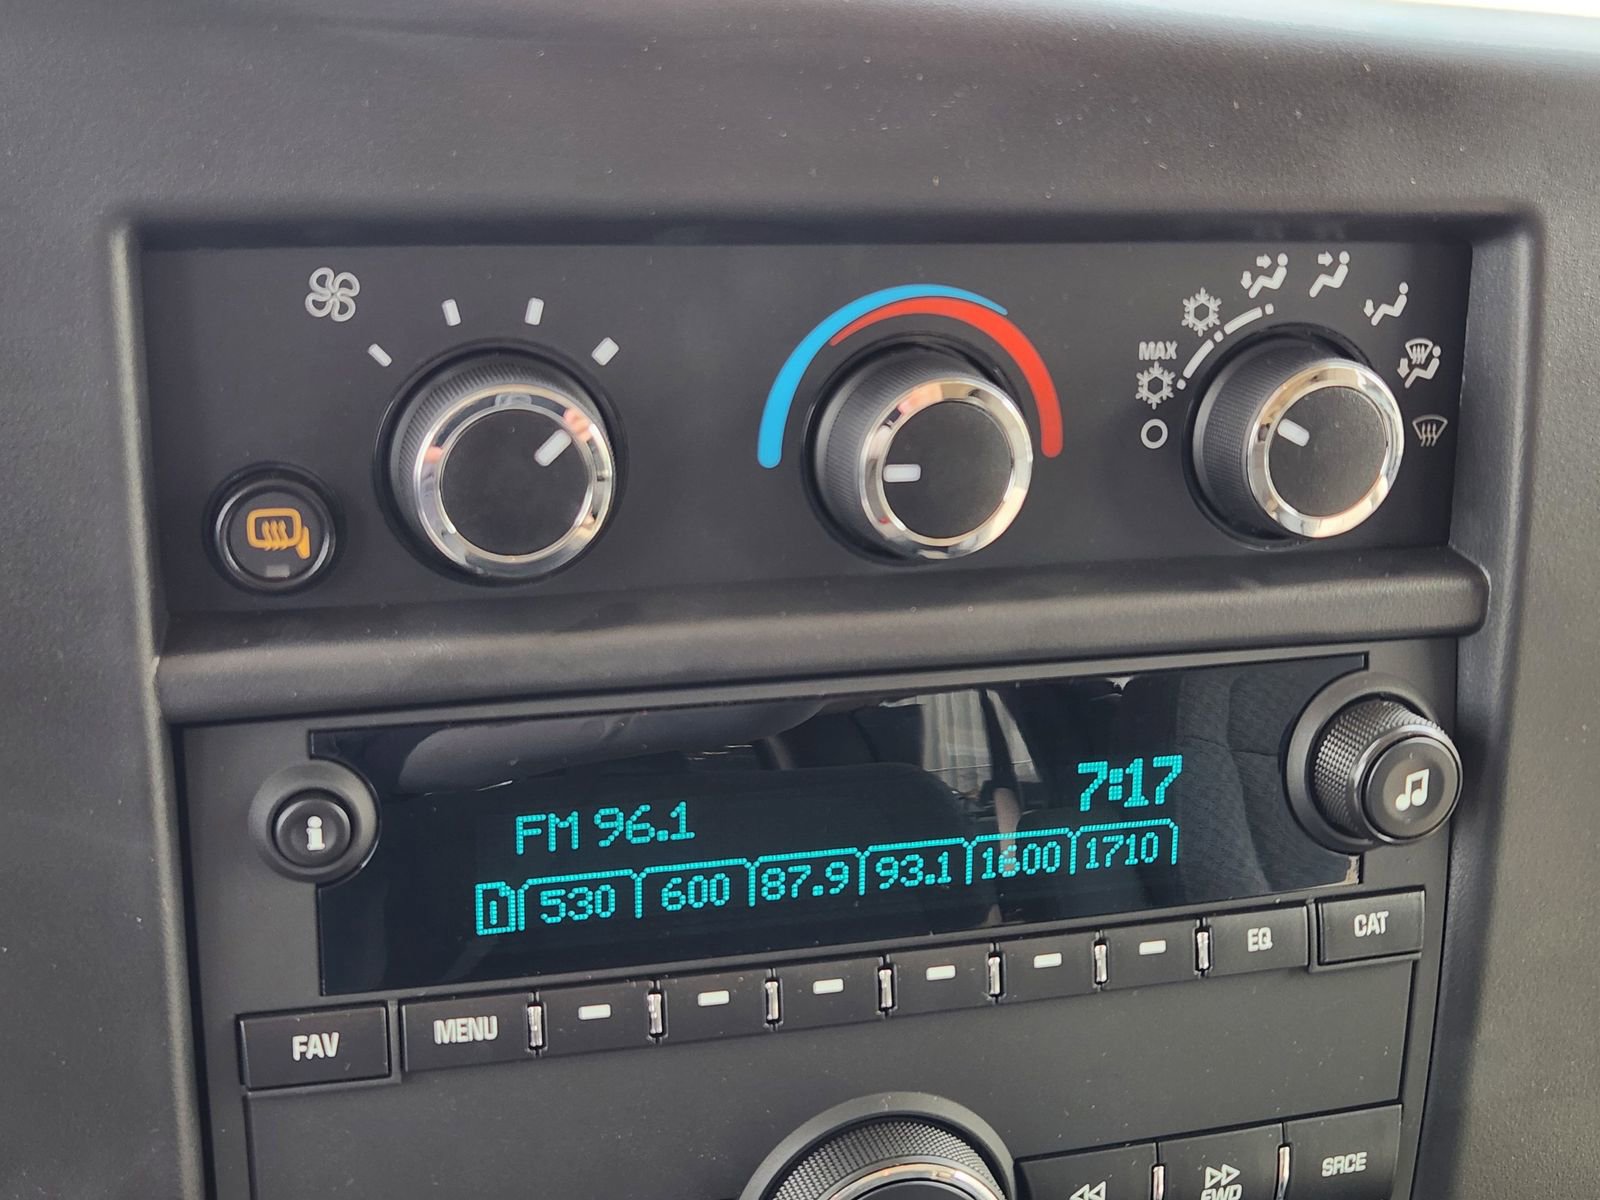 MAX
7:17
FM 96.1
1 530 600 87.9 93.1 1600 1710
FAV MENU EQ CAT
FWD SRCE